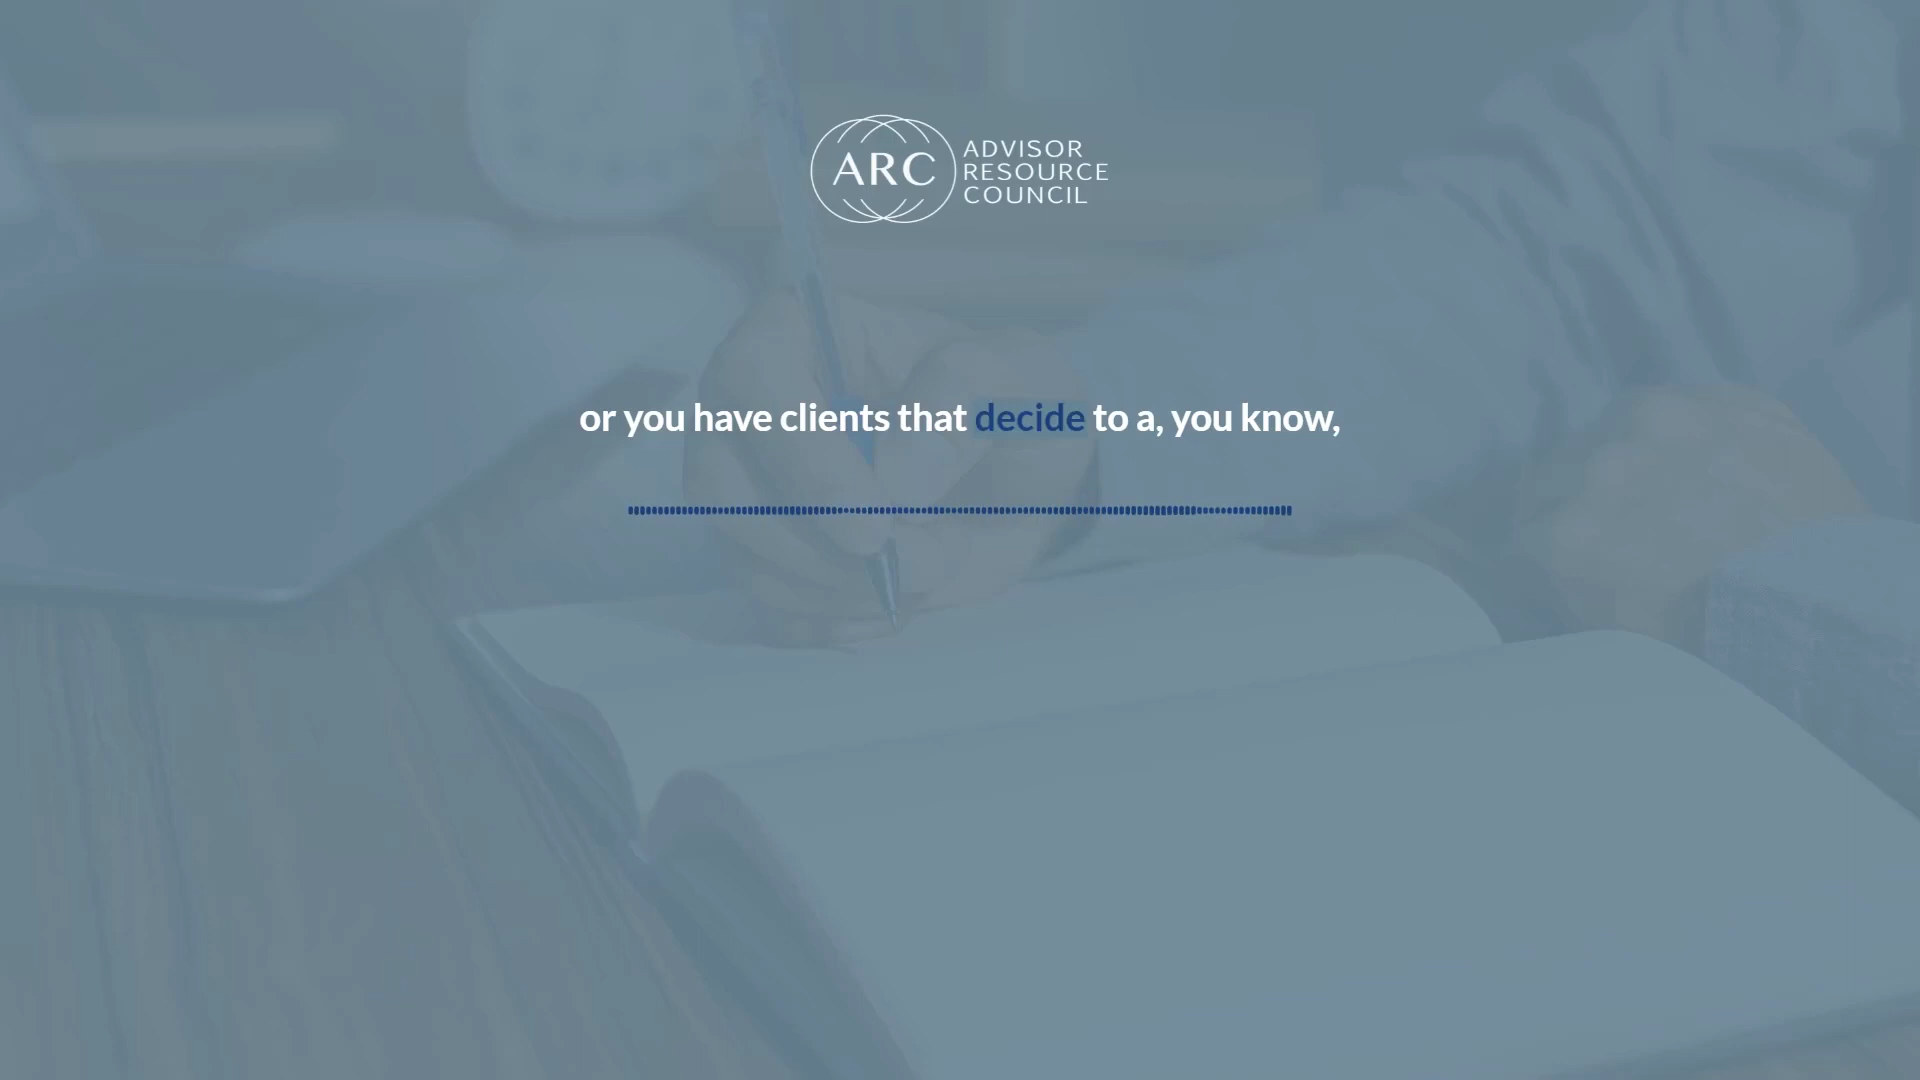 ARC
ADVISOR
RESOURCE
COUNCIL
or you have clients that decide to a, you know,